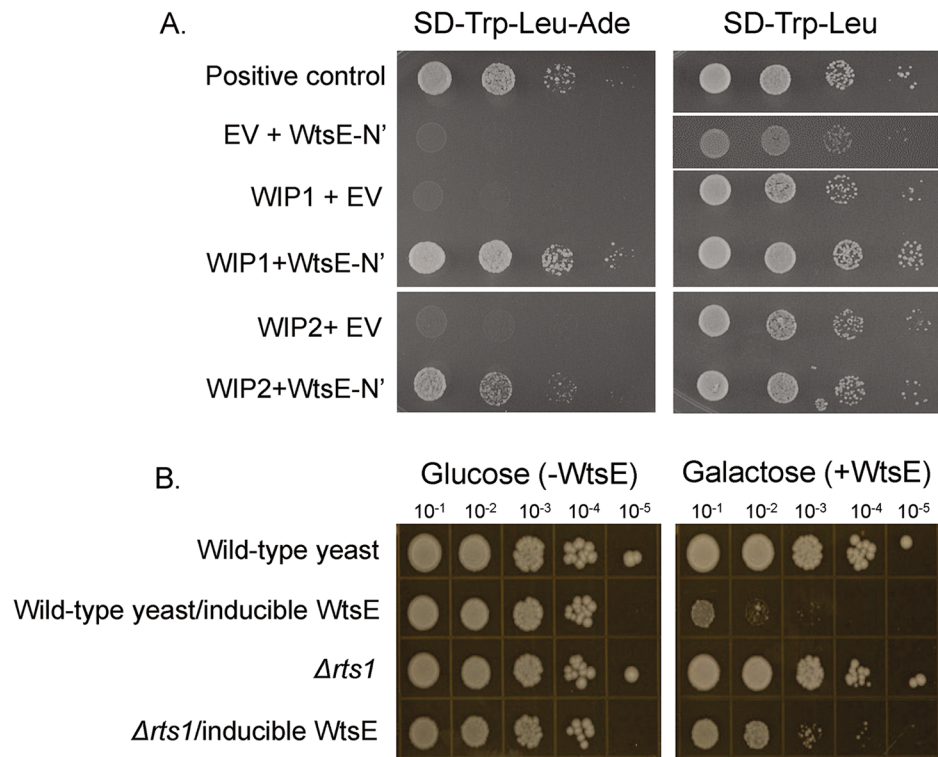 A.
SD-Trp-Leu-Ade
SD-Trp-Leu
Positive control
EV + WtsE-N’
WIP1 + EV
WIP1+WtsE-N’
WIP2+ EV
WIP2+WtsE-N’
B.
Glucose (-WtsE)
Galactose (+WtsE)
10⁻¹ 10⁻² 10⁻³ 10⁻⁴ 10⁻⁵
10⁻¹ 10⁻² 10⁻³ 10⁻⁴ 10⁻⁵
Wild-type yeast
Wild-type yeast/inducible WtsE
Δrts1
Δrts1/inducible WtsE